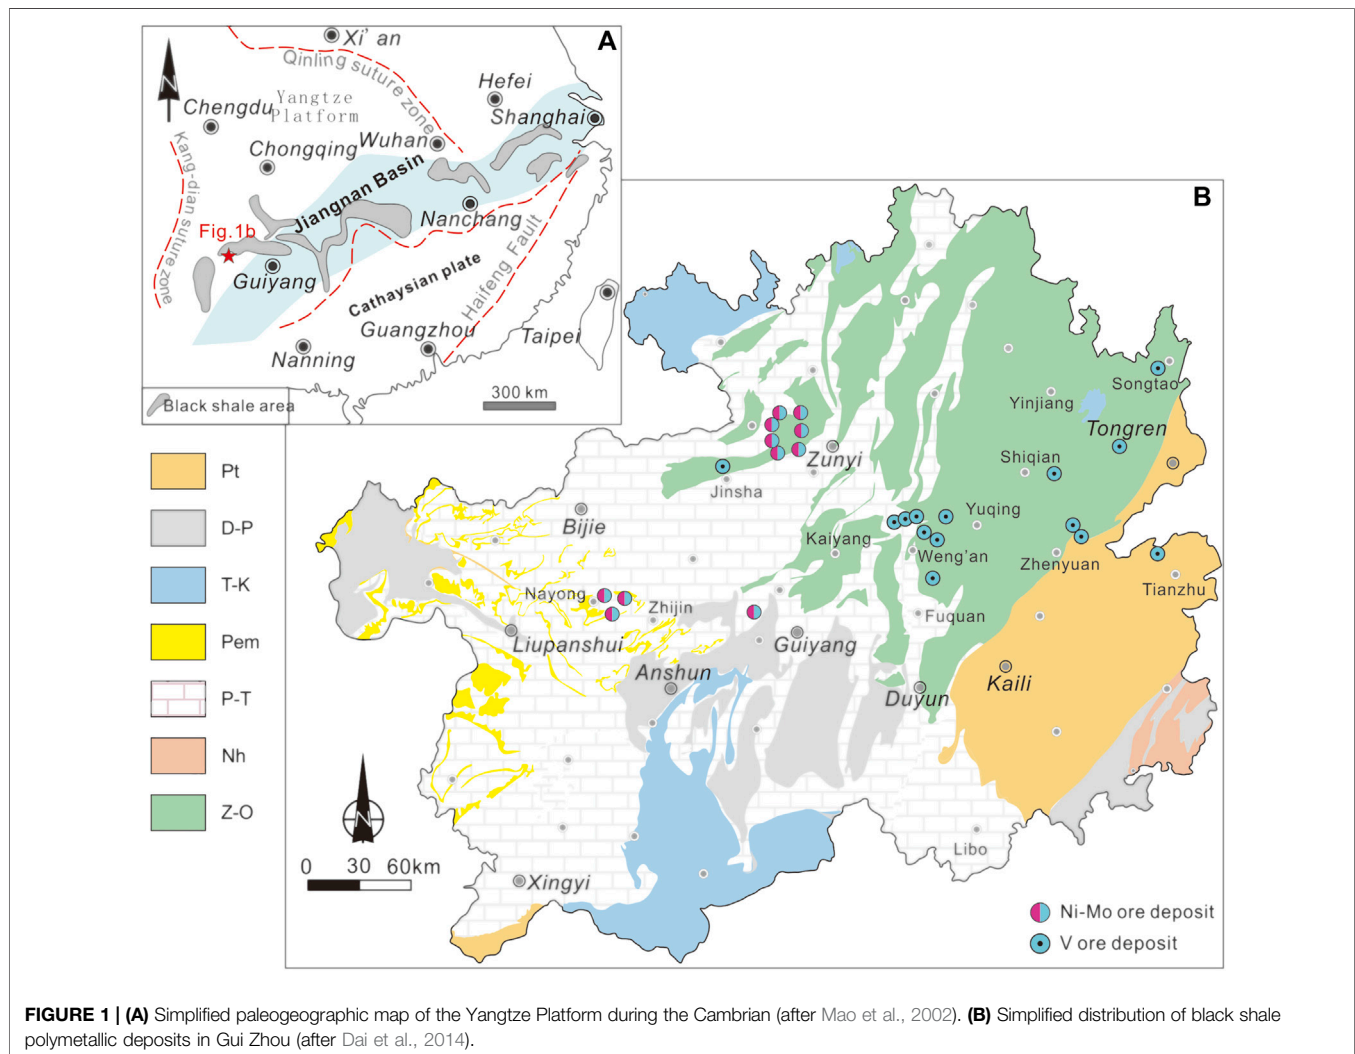 A
Xi' an
Qinling suture zone
Hefei
Yangtze
Platform
Chengdu
Shanghai
Wuhan
Chongqing
Kang-dian suture zone
Jiangnan Basin
Nanchang
Fig.1b
Guiyang
Haifeng Fault
Cathaysian plate
Guangzhou
Taipei
Nanning
N
Black shale area
300 km
B
Songtao
Yinjiang
Tongren
Zunyi
Shiqian
Jinsha
Bijie
Yuqing
Kaiyang
Weng'an
Zhenyuan
Tianzhu
Nayong
Zhijin
Fuquan
Liupanshui
Guiyang
Anshun
Kaili
Duyun
Libo
Xingyi
Pt
D-P
T-K
Pem
P-T
Nh
Z-O
N
0 30 60km
Ni-Mo ore deposit
V ore deposit
FIGURE 1 | (A) Simplified paleogeographic map of the Yangtze Platform during the Cambrian (after Mao et al., 2002). (B) Simplified distribution of black shale
polymetallic deposits in Gui Zhou (after Dai et al., 2014).